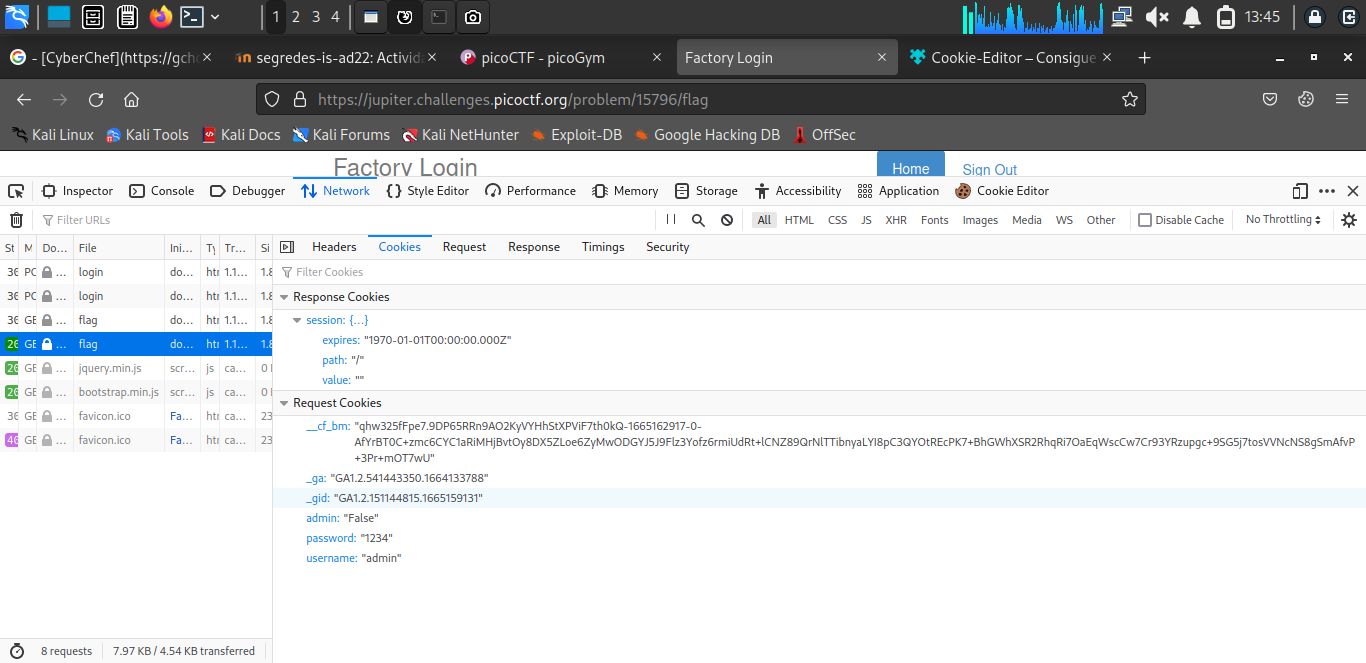 1 2 3 4 13:45
- [CyberChef](https://gche segredes-is-ad22: Activida picoCTF - picoGym Factory Login Cookie-Editor – Consigue
https://jupiter.challenges.picoctf.org/problem/15796/flag
Kali Linux Kali Tools Kali Docs Kali Forums Kali NetHunter Exploit-DB Google Hacking DB OffSec
Factory Login Home Sign Out
Inspector Console Debugger Network Style Editor Performance Memory Storage Accessibility Application Cookie Editor
Filter URLs All HTML CSS JS XHR Fonts Images Media WS Other Disable Cache No Throttling
St M Do... File Ini... Ty Tr... Si Headers Cookies Request Response Timings Security
30 PC ... login do... htr 1.1... 1.8 Filter Cookies
30 PC ... login do... htr 1.1... 1.8 Response Cookies
30 GE ... flag do... htr 1.1... 1.8 session: {...}
20 GE ... flag do... htr 1.1... 1.8 expires: "1970-01-01T00:00:00.000Z"
path: "/"
20 GE ... jquery.min.js scr... js ca... 0
value: ""
20 GE ... bootstrap.min.js scr... js ca... 0
Request Cookies
30 GE ... favicon.ico Fa... htr ca... 23
__cf_bm: "qhw325fFpe7.9DP65RRn9AO2KyVYHhStXPViF7th0kQ-1665162917-0-
40 GE ... favicon.ico Fa... htr ca... 23
AfYrBT0C+zmc6CYC1aRiMHjBvtOy8DX5ZLoe6ZyMwODGYJ5J9Flz3Yofz6rmiUdRt+lCNZ89QrNlTTibnyaLYI8pC3QYOtREcPK7+BhGWhXSR2RhqRi7OaEqWscCw7Cr93YRzupgc+9SG5j7tosVVNcNS8gSmAfvP
+3Pr+mOT7wU"
_ga: "GA1.2.541443350.1664133788"
_gid: "GA1.2.151144815.1665159131"
admin: "False"
password: "1234"
username: "admin"
8 requests 7.97 KB / 4.54 KB transferred